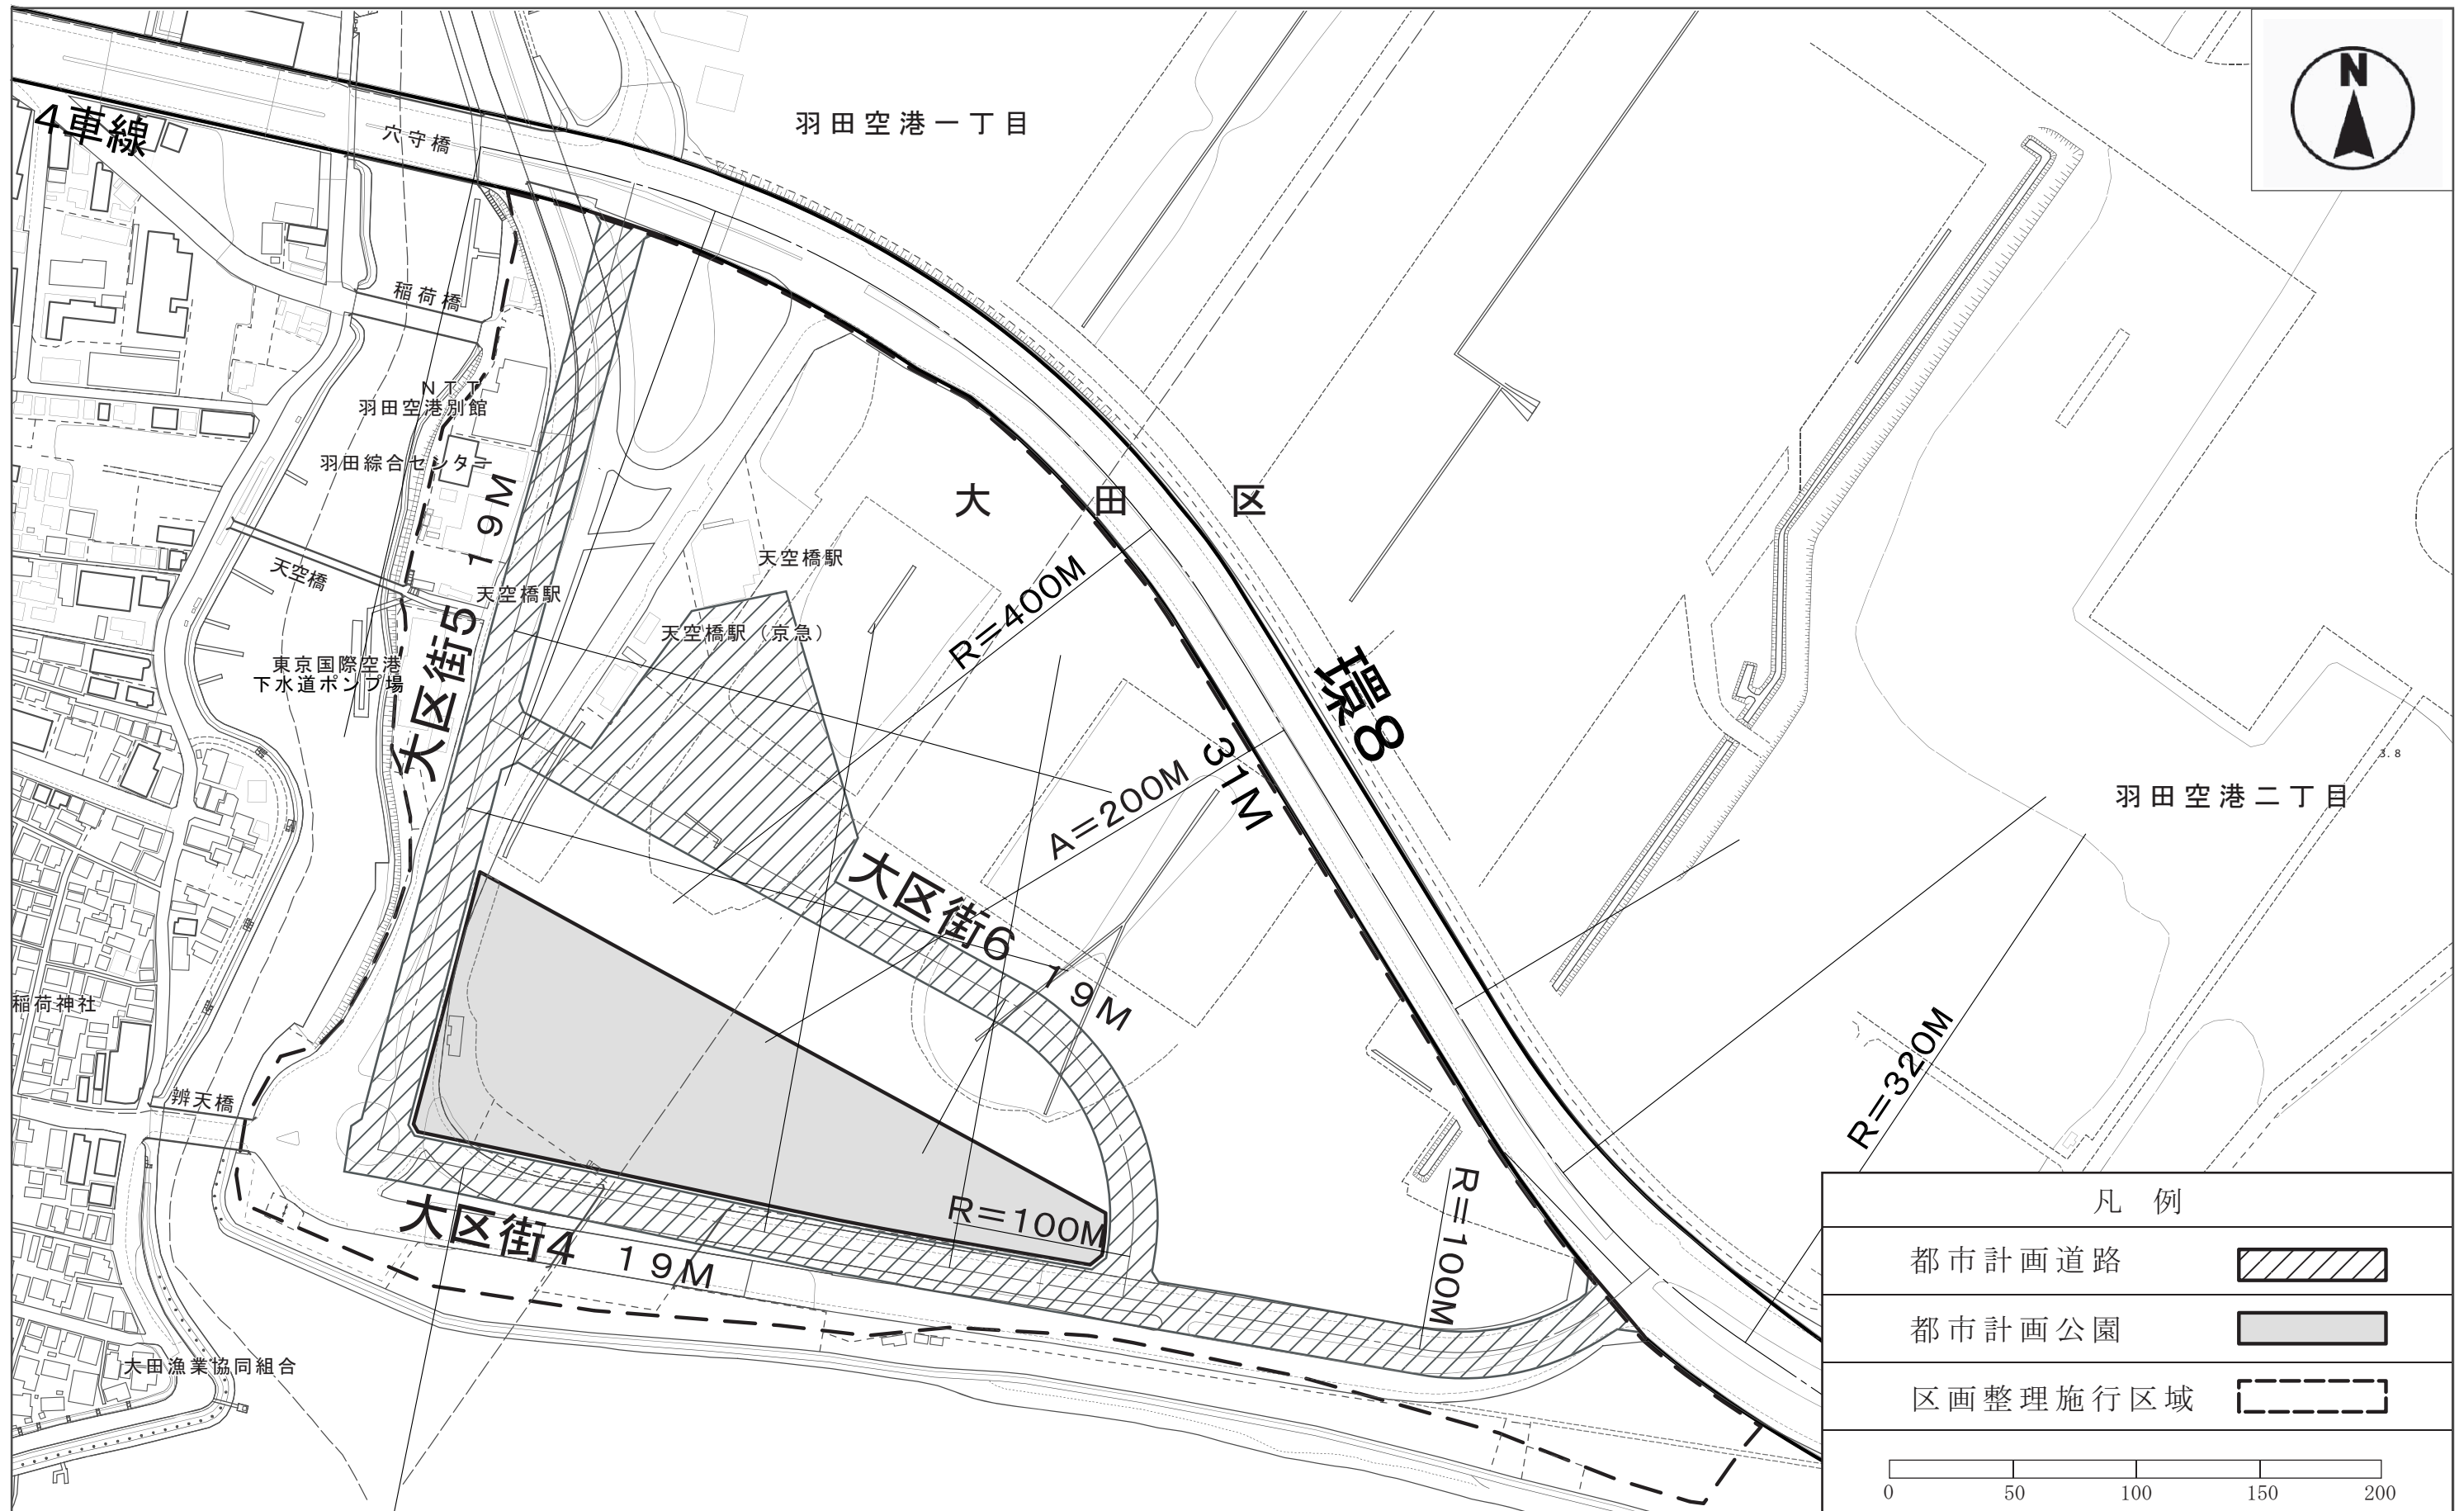 N
4車線
穴守橋
羽田空港一丁目
稲荷橋
NTT
羽田空港別館
羽田綜合センター
大田区
天空橋
天空橋駅
天空橋駅
天空橋駅（京急）
大区街5 19M
東京国際空港
下水道ポンプ場
R=400M
環8
31M
A=200M
羽田空港二丁目
3.8
大区街6 19M
稲荷神社
辨天橋
R=320M
R=100M
R=100M
大区街4 19M
大田漁業協同組合
凡例
都市計画道路
都市計画公園
区画整理施行区域
0 50 100 150 200